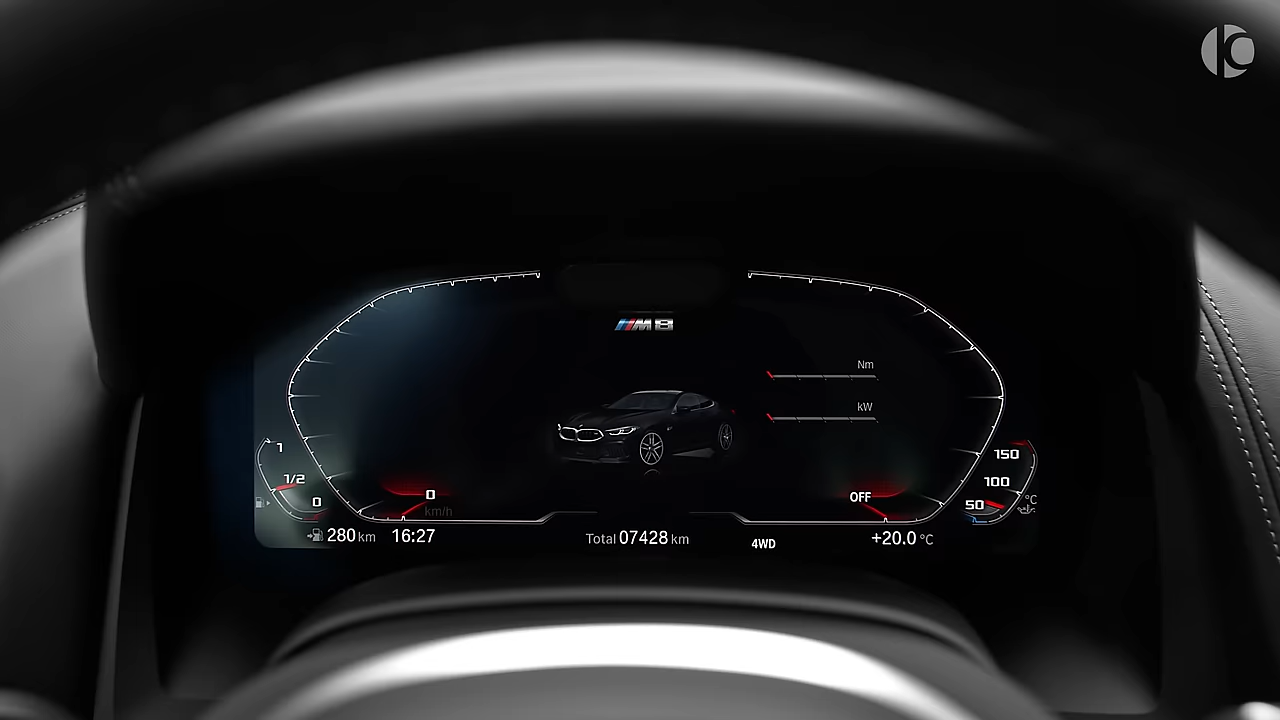 M8
Nm
kW
1
1/2
0
0
km/h
OFF
150
100
50
°C
280 km
16:27
Total 07428 km
4WD
+20.0 °C